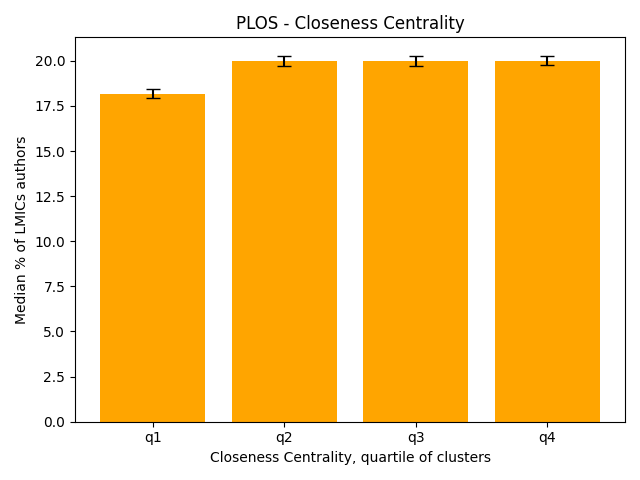 PLOS - Closeness Centrality
Median % of LMICs authors
20.0
17.5
15.0
12.5
10.0
7.5
5.0
2.5
0.0
q1 q2 q3 q4
Closeness Centrality, quartile of clusters